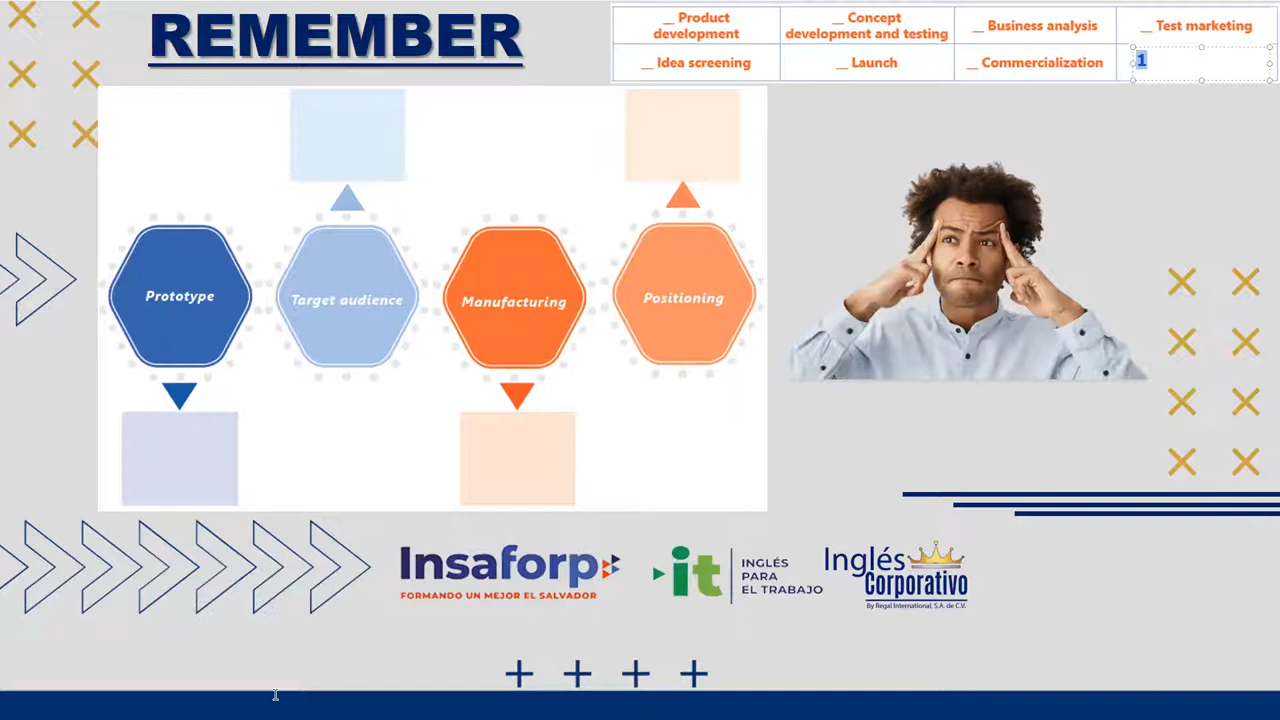 REMEMBER
__ Product
development
__ Concept
development and testing
__ Business analysis
__ Test marketing
__ Idea screening
__ Launch
__ Commercialization
1
Prototype
Target audience
Manufacturing
Positioning
Insaforp
FORMANDO UN MEJOR EL SALVADOR
it
INGLÉS
PARA
EL TRABAJO
Inglés
Corporativo
By Regal International, S.A. de C.V.